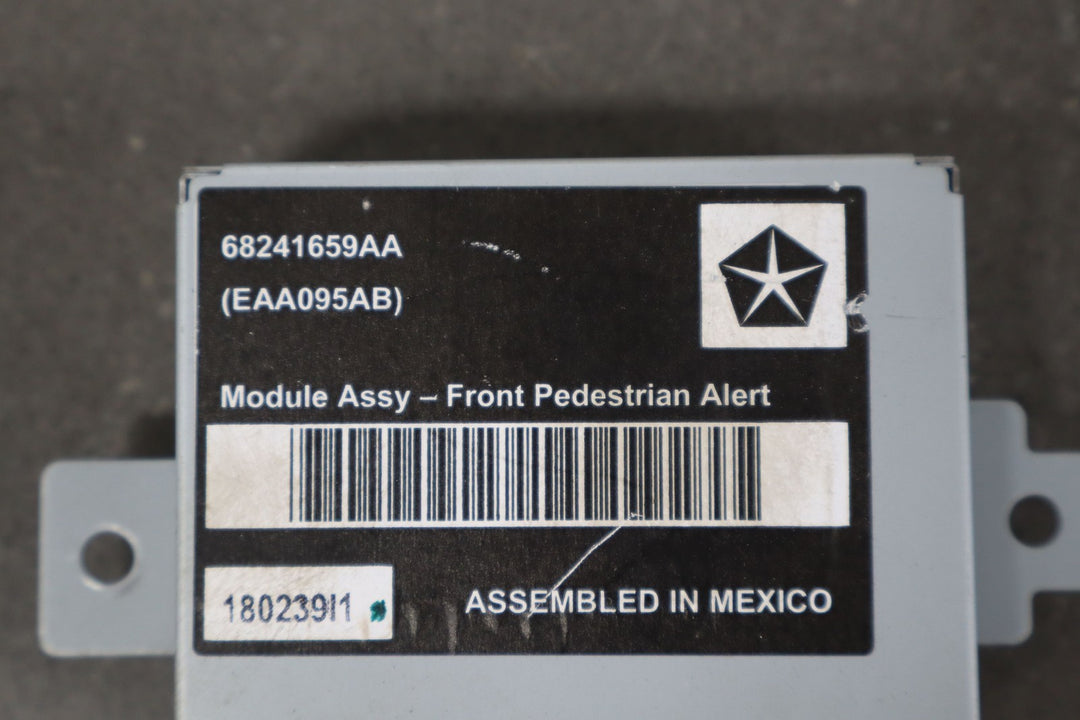 68241659AA
(EAA095AB)
Module Assy – Front Pedestrian Alert
180239I1
ASSEMBLED IN MEXICO